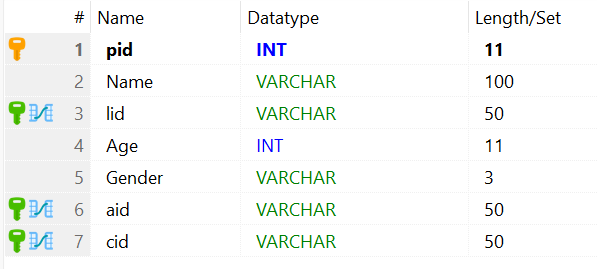 # Name Datatype Length/Set
1 pid INT 11
2 Name VARCHAR 100
3 lid VARCHAR 50
4 Age INT 11
5 Gender VARCHAR 3
6 aid VARCHAR 50
7 cid VARCHAR 50